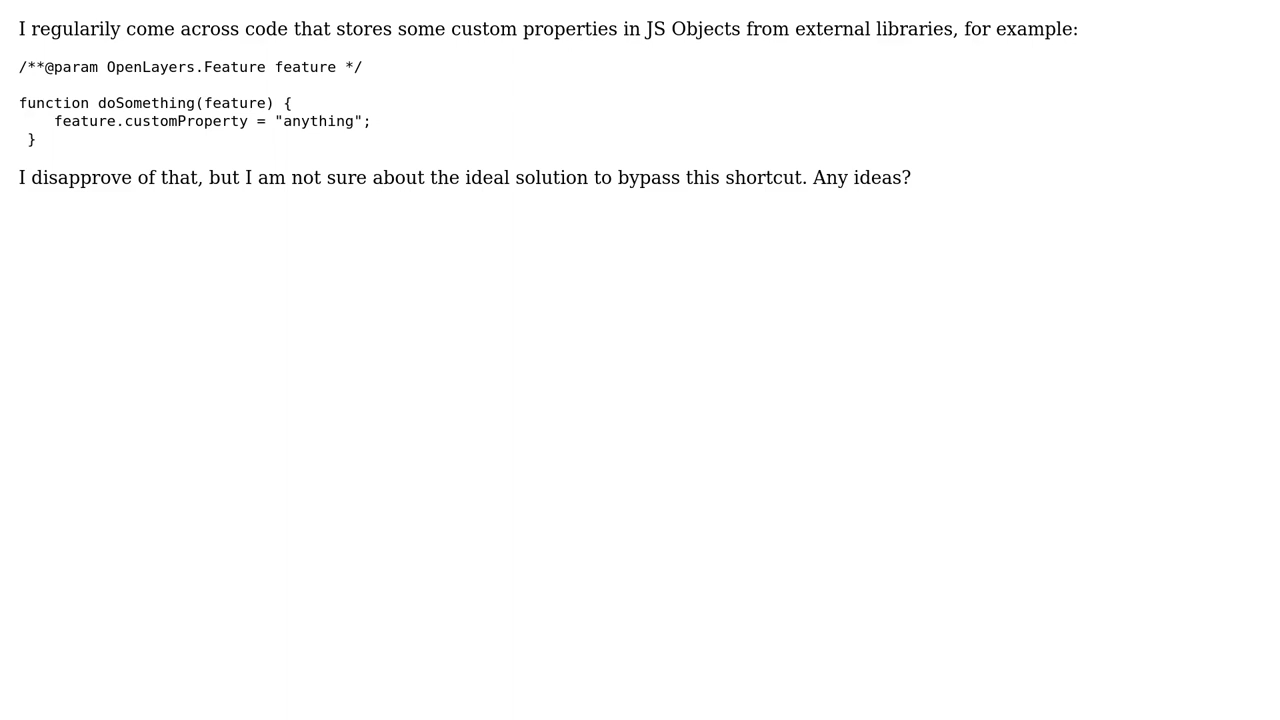 I regularily come across code that stores some custom properties in JS Objects from external libraries, for example:
/**@param OpenLayers.Feature feature */
function doSomething(feature) {
    feature.customProperty = "anything";
 }
I disapprove of that, but I am not sure about the ideal solution to bypass this shortcut. Any ideas?